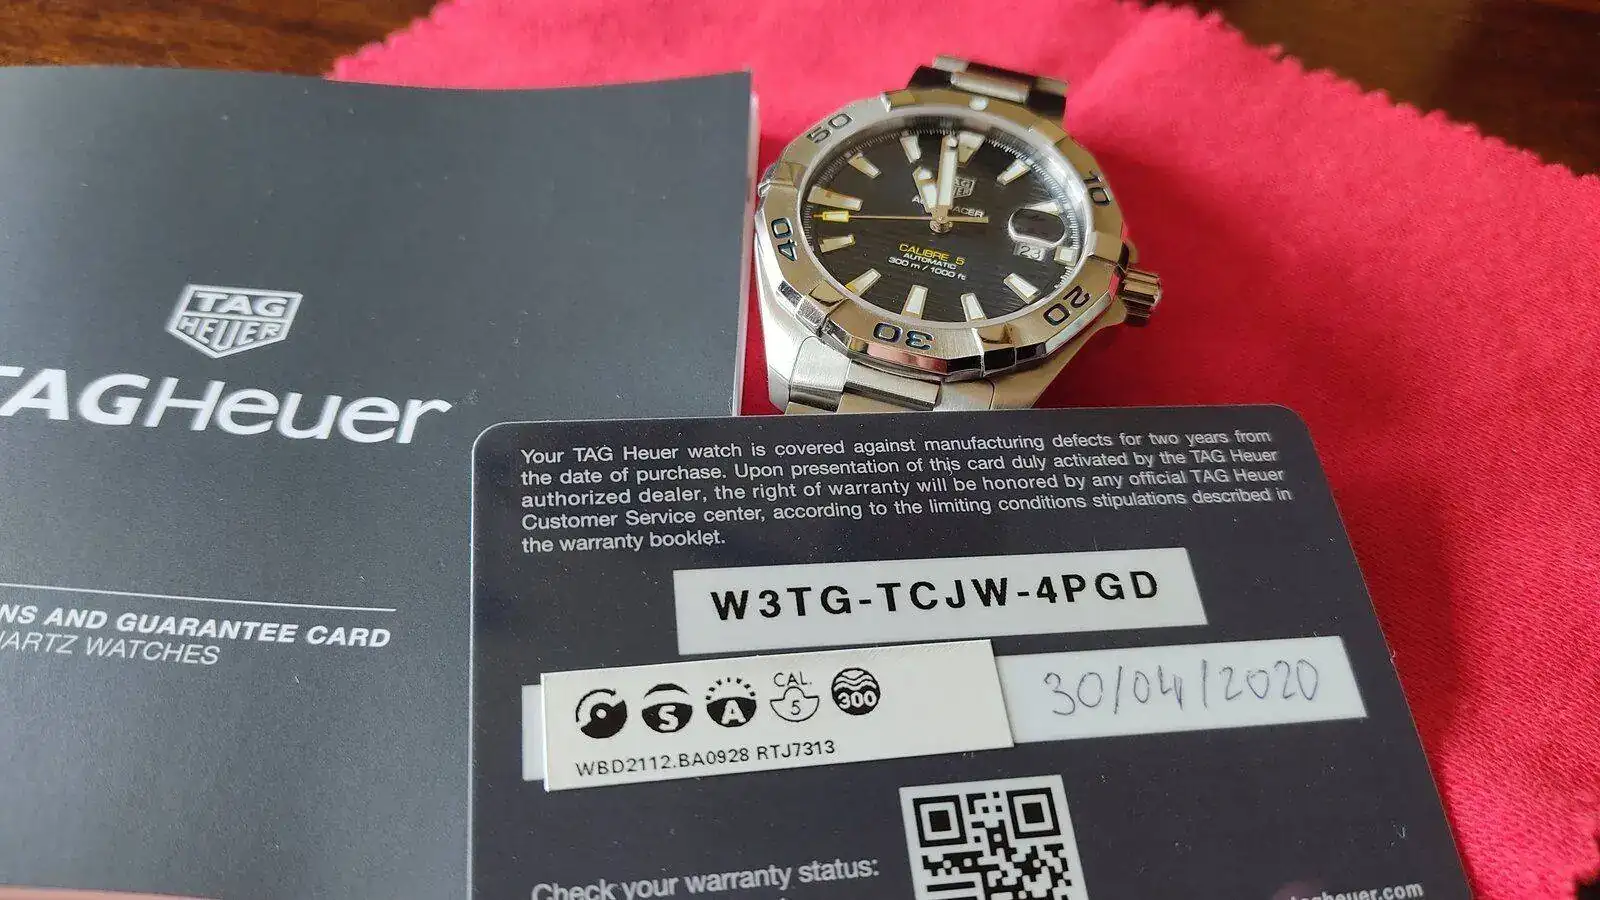 TAG
HEUER
TAGHeuer
NS AND GUARANTEE CARD
ARTZ WATCHES
50
10
40
20
30
CALIBRE 5
AUTOMATIC
300 m / 1000 ft
23
Your TAG Heuer watch is covered against manufacturing defects for two years from
the date of purchase. Upon presentation of this card duly activated by the TAG Heuer
authorized dealer, the right of warranty will be honored by any official TAG Heuer
Customer Service center, according to the limiting conditions stipulations described in
the warranty booklet.
W3TG-TCJW-4PGD
S A CAL. 5 300
WBD2112.BA0928 RTJ7313
30/04/2020
Check your warranty status:
tagheuer.com